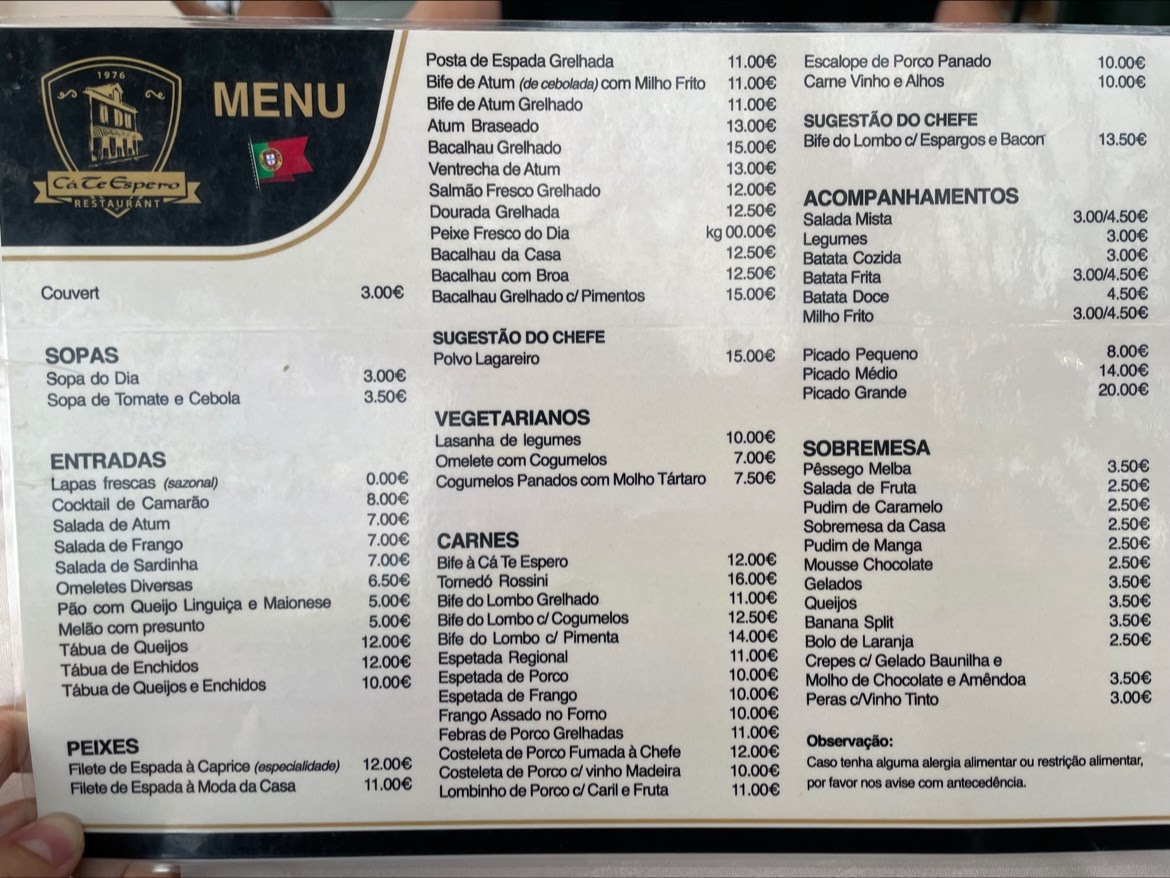 1976
Cá Te Espero
RESTAURANT
MENU
Couvert 3.00€
SOPAS
Sopa do Dia 3.00€
Sopa de Tomate e Cebola 3.50€
ENTRADAS
Lapas frescas (sazonal) 0.00€
Cocktail de Camarão 8.00€
Salada de Atum 7.00€
Salada de Frango 7.00€
Salada de Sardinha 7.00€
Omeletes Diversas 6.50€
Pão com Queijo Linguiça e Maionese 5.00€
Melão com presunto 5.00€
Tábua de Queijos 12.00€
Tábua de Enchidos 12.00€
Tábua de Queijos e Enchidos 10.00€
PEIXES
Filete de Espada à Caprice (especialidade) 12.00€
Filete de Espada à Moda da Casa 11.00€
Posta de Espada Grelhada 11.00€
Bife de Atum (de cebolada) com Milho Frito 11.00€
Bife de Atum Grelhado 11.00€
Atum Braseado 13.00€
Bacalhau Grelhado 15.00€
Ventrecha de Atum 13.00€
Salmão Fresco Grelhado 12.00€
Dourada Grelhada 12.50€
Peixe Fresco do Dia kg 00.00€
Bacalhau da Casa 12.50€
Bacalhau com Broa 12.50€
Bacalhau Grelhado c/ Pimentos 15.00€
SUGESTÃO DO CHEFE
Polvo Lagareiro 15.00€
VEGETARIANOS
Lasanha de legumes 10.00€
Omelete com Cogumelos 7.00€
Cogumelos Panados com Molho Tártaro 7.50€
CARNES
Bife à Cá Te Espero 12.00€
Tornedó Rossini 16.00€
Bife do Lombo Grelhado 11.00€
Bife do Lombo c/ Cogumelos 12.50€
Bife do Lombo c/ Pimenta 14.00€
Espetada Regional 11.00€
Espetada de Porco 10.00€
Espetada de Frango 10.00€
Frango Assado no Forno 10.00€
Febras de Porco Grelhadas 11.00€
Costeleta de Porco Fumada à Chefe 12.00€
Costeleta de Porco c/ vinho Madeira 10.00€
Lombinho de Porco c/ Caril e Fruta 11.00€
Escalope de Porco Panado 10.00€
Carne Vinho e Alhos 10.00€
SUGESTÃO DO CHEFE
Bife do Lombo c/ Espargos e Bacon 13.50€
ACOMPANHAMENTOS
Salada Mista 3.00/4.50€
Legumes 3.00€
Batata Cozida 3.00€
Batata Frita 3.00/4.50€
Batata Doce 4.50€
Milho Frito 3.00/4.50€
Picado Pequeno 8.00€
Picado Médio 14.00€
Picado Grande 20.00€
SOBREMESA
Pêssego Melba 3.50€
Salada de Fruta 2.50€
Pudim de Caramelo 2.50€
Sobremesa da Casa 2.50€
Pudim de Manga 2.50€
Mousse Chocolate 2.50€
Gelados 3.50€
Queijos 3.50€
Banana Split 3.50€
Bolo de Laranja 2.50€
Crepes c/ Gelado Baunilha e
Molho de Chocolate e Amêndoa 3.50€
Peras c/Vinho Tinto 3.00€
Observação:
Caso tenha alguma alergia alimentar ou restrição alimentar,
por favor nos avise com antecedência.